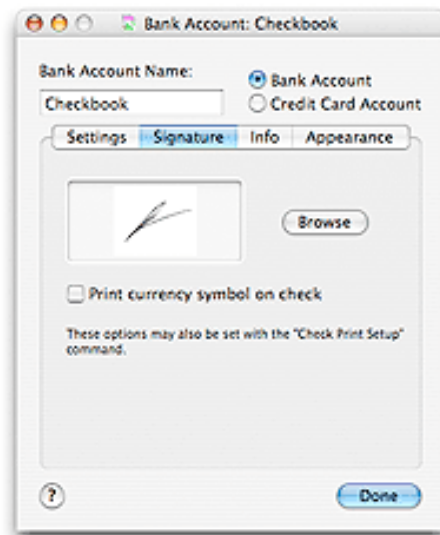 Bank Account: Checkbook
Bank Account Name:
Checkbook
Bank Account
Credit Card Account
Settings Signature Info Appearance
Browse
Print currency symbol on check
These options may also be set with the "Check Print Setup"
command.
? Done